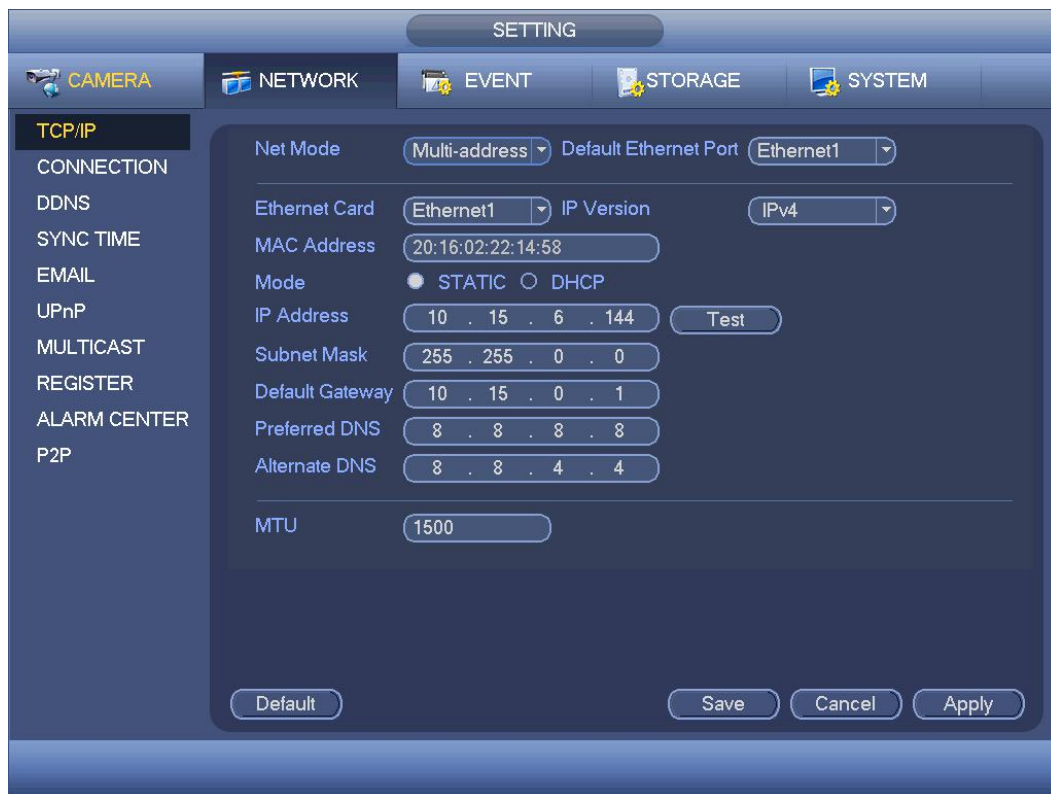 SETTING
CAMERA NETWORK EVENT STORAGE SYSTEM
TCP/IP
CONNECTION
DDNS
SYNC TIME
EMAIL
UPnP
MULTICAST
REGISTER
ALARM CENTER
P2P
Net Mode Multi-address Default Ethernet Port Ethernet1
Ethernet Card Ethernet1 IP Version IPv4
MAC Address 20:16:02:22:14:58
Mode STATIC DHCP
IP Address 10 . 15 . 6 . 144 Test
Subnet Mask 255 . 255 . 0 . 0
Default Gateway 10 . 15 . 0 . 1
Preferred DNS 8 . 8 . 8 . 8
Alternate DNS 8 . 8 . 4 . 4
MTU 1500
Default Save Cancel Apply